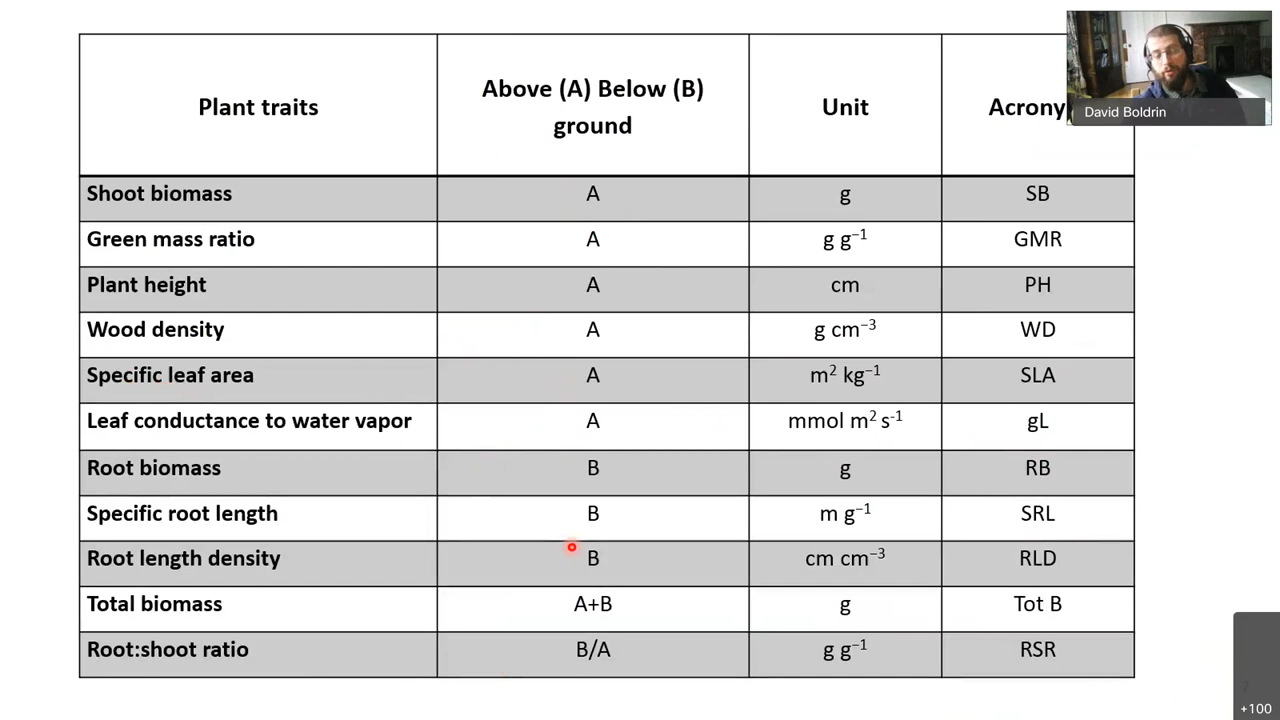 Plant traits
Above (A) Below (B)
ground
Unit
Acrony
David Boldrin
Shoot biomass A g SB
Green mass ratio A g g⁻¹ GMR
Plant height A cm PH
Wood density A g cm⁻³ WD
Specific leaf area A m² kg⁻¹ SLA
Leaf conductance to water vapor A mmol m² s⁻¹ gL
Root biomass B g RB
Specific root length B m g⁻¹ SRL
Root length density B cm cm⁻³ RLD
Total biomass A+B g Tot B
Root:shoot ratio B/A g g⁻¹ RSR
+100